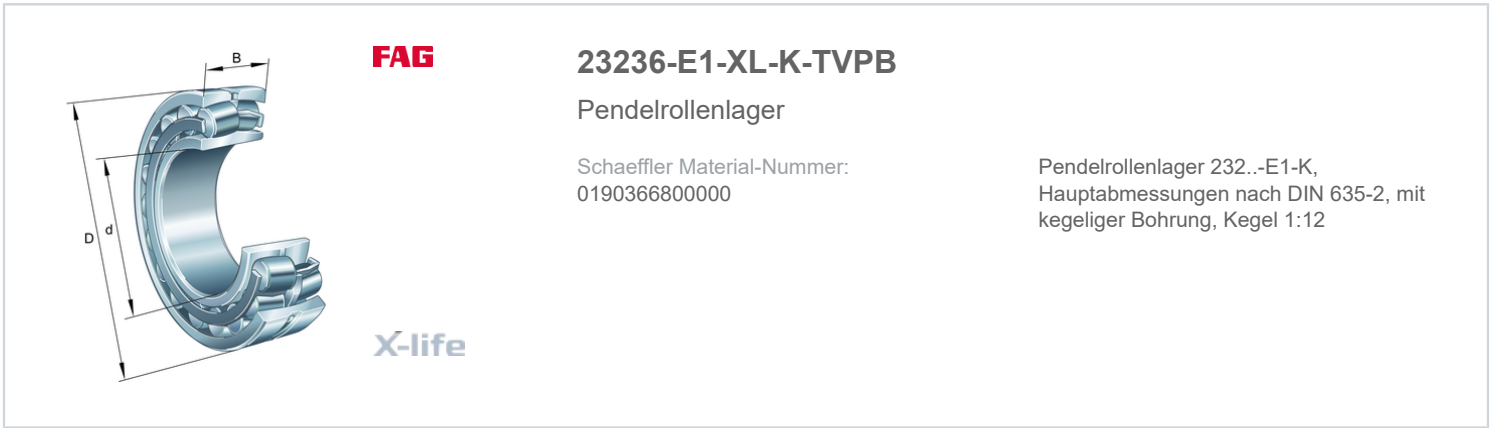 B
D
d
FAG
X-life
23236-E1-XL-K-TVPB
Pendelrollenlager
Schaeffler Material-Nummer:
0190366800000
Pendelrollenlager 232..-E1-K,
Hauptabmessungen nach DIN 635-2, mit
kegeliger Bohrung, Kegel 1:12